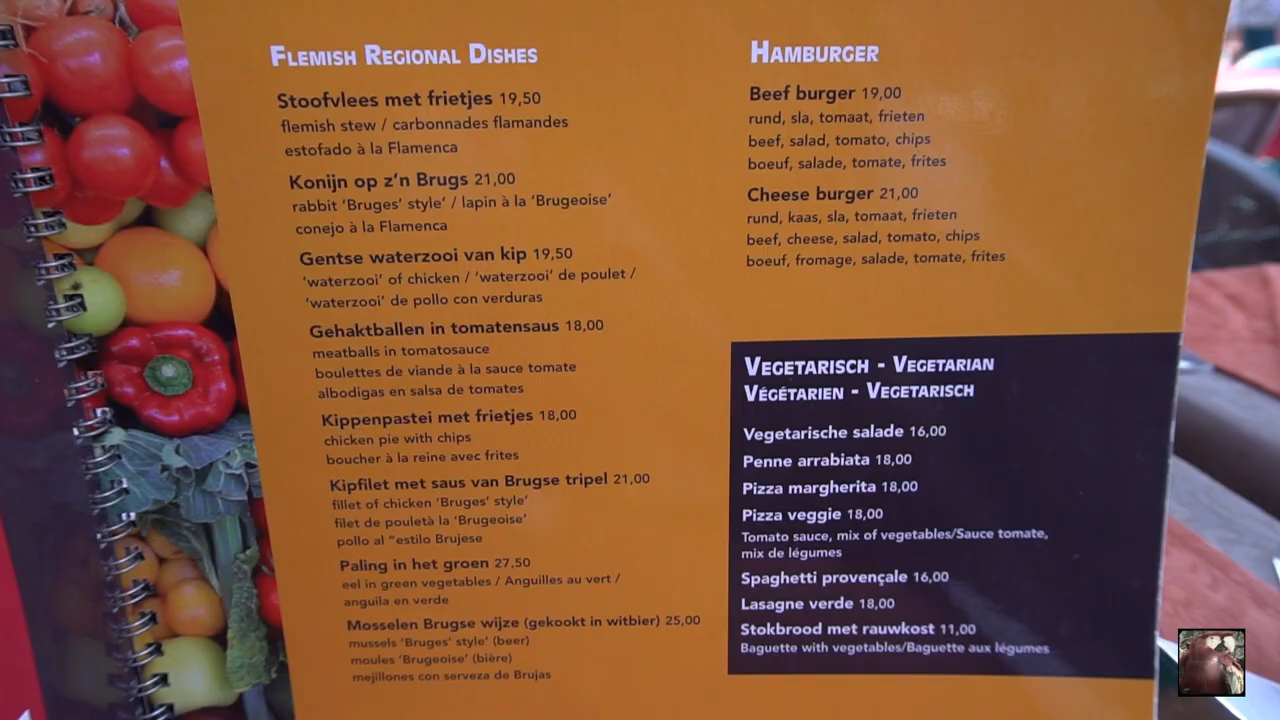 FLEMISH REGIONAL DISHES
Stoofvlees met frietjes 19,50
flemish stew / carbonnades flamandes
estofado à la Flamenca
Konijn op z'n Brugs 21,00
rabbit 'Bruges' style' / lapin à la 'Brugeoise'
conejo à la Flamenca
Gentse waterzooi van kip 19,50
'waterzooi' of chicken / 'waterzooi' de poulet /
'waterzooi' de pollo con verduras
Gehaktballen in tomatensaus 18,00
meatballs in tomatosauce
boulettes de viande à la sauce tomate
albodigas en salsa de tomates
Kippenpastei met frietjes 18,00
chicken pie with chips
boucher à la reine avec frites
Kipfilet met saus van Brugse tripel 21,00
fillet of chicken 'Bruges' style'
filet de pouletà la 'Brugeoise'
pollo al "estilo Brujese
Paling in het groen 27,50
eel in green vegetables / Anguilles au vert /
anguila en verde
Mosselen Brugse wijze (gekookt in witbier) 25,00
mussels 'Bruges' style' (beer)
moules 'Brugeoise' (bière)
mejillones con serveza de Brujas
HAMBURGER
Beef burger 19,00
rund, sla, tomaat, frieten
beef, salad, tomato, chips
boeuf, salade, tomate, frites
Cheese burger 21,00
rund, kaas, sla, tomaat, frieten
beef, cheese, salad, tomato, chips
boeuf, fromage, salade, tomate, frites
VEGETARISCH - VEGETARIAN
VÉGÉTARIEN - VEGETARISCH
Vegetarische salade 16,00
Penne arrabiata 18,00
Pizza margherita 18,00
Pizza veggie 18,00
Tomato sauce, mix of vegetables/Sauce tomate,
mix de légumes
Spaghetti provençale 16,00
Lasagne verde 18,00
Stokbrood met rauwkost 11,00
Baguette with vegetables/Baguette aux légumes